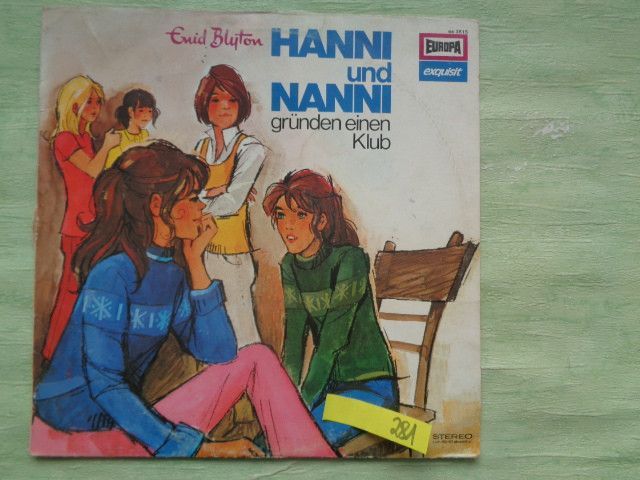 Enid Blyton
HANNI
und
NANNI
gründen einen
Klub
EUROPA
exquisit
281
STEREO